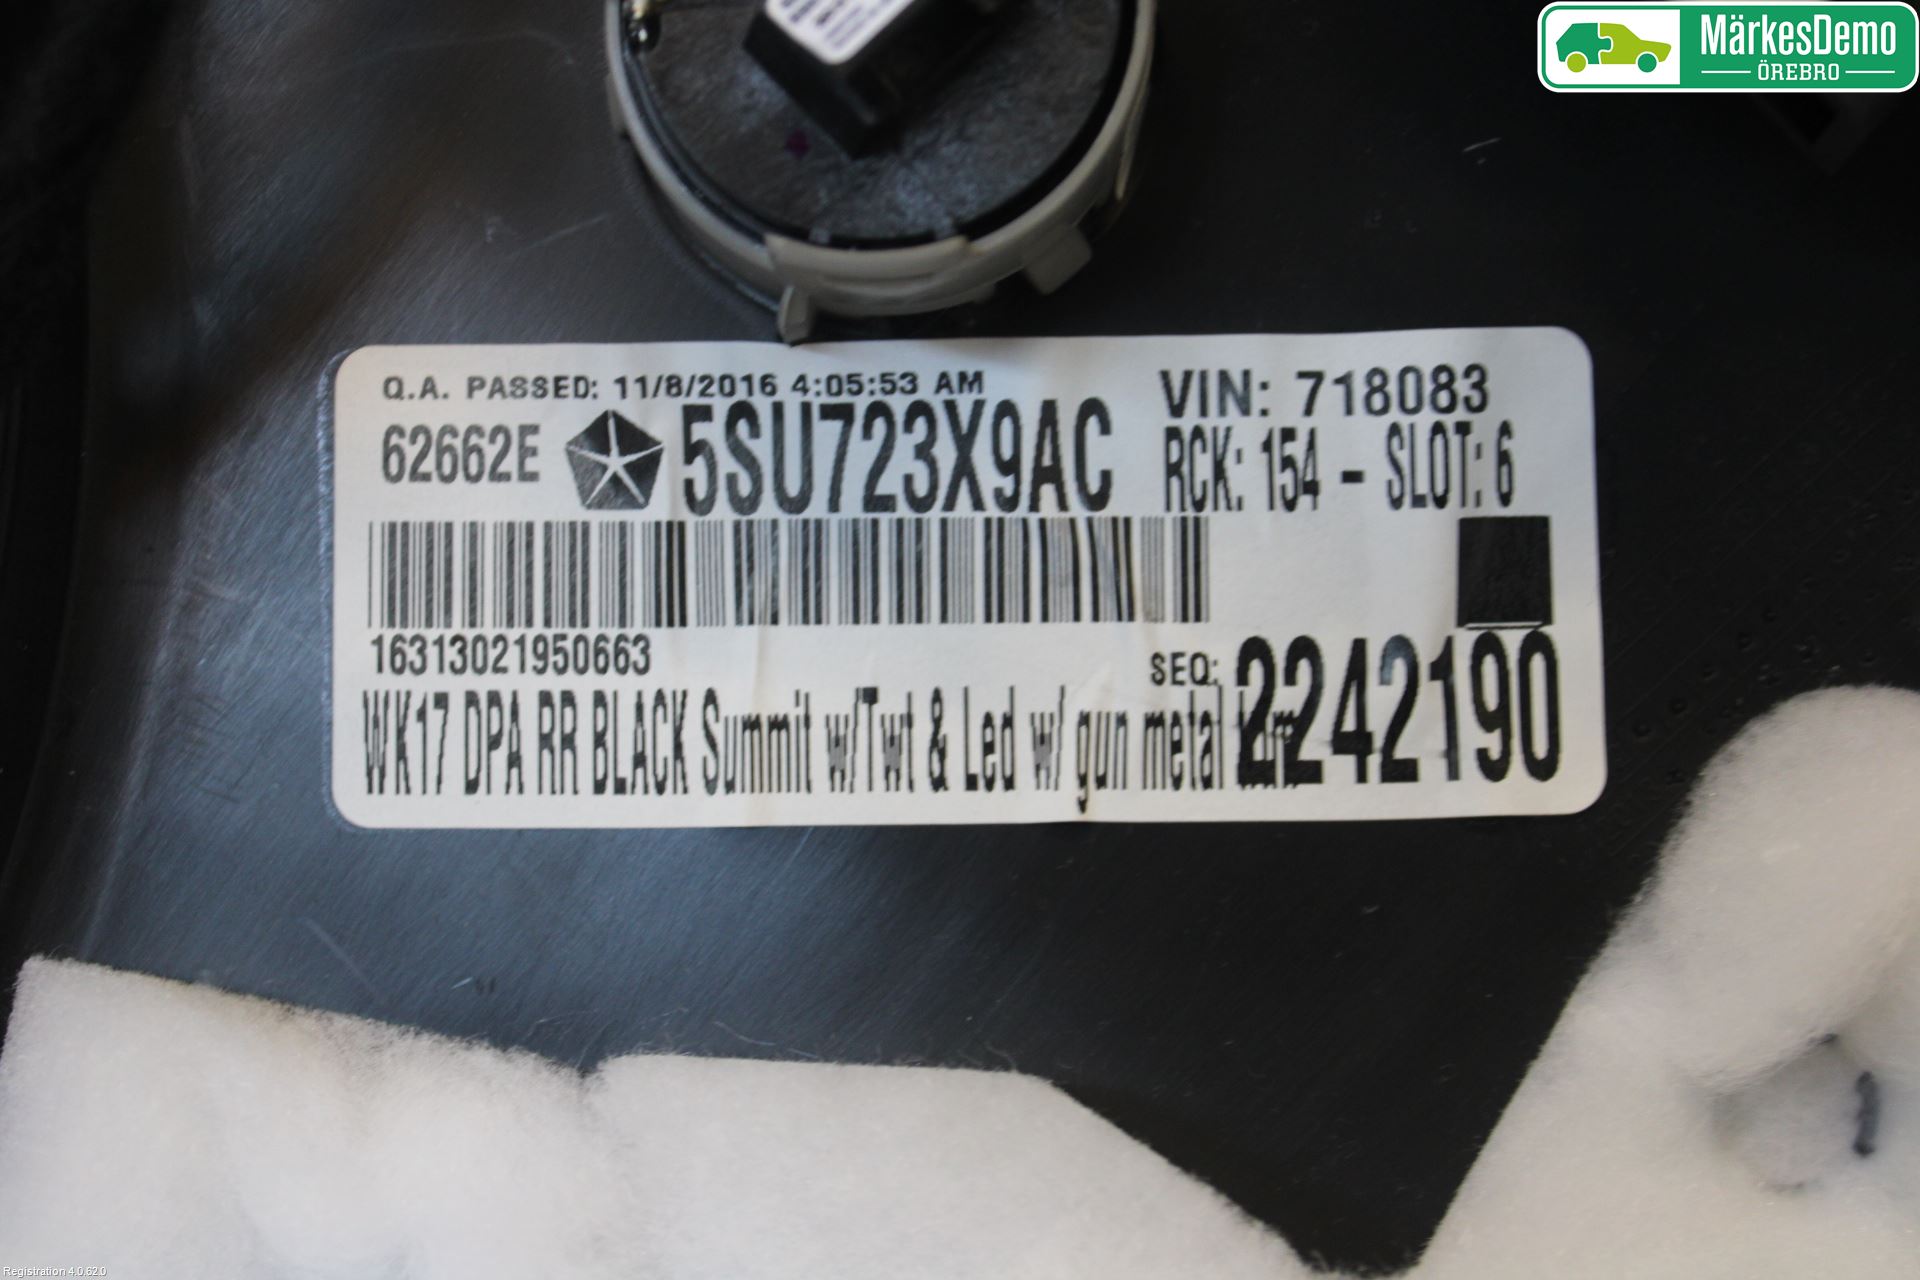 MärkesDemo
ÖREBRO
Q.A. PASSED: 11/8/2016 4:05:53 AM
VIN: 718083
62662E 5SU723X9AC
RCK: 154 - SLOT: 6
16313021950663
SEQ: 2242190
WK17 DPA RR BLACK Summit w/Twt & Led w/ gun metal
Registration 4.0.62.0